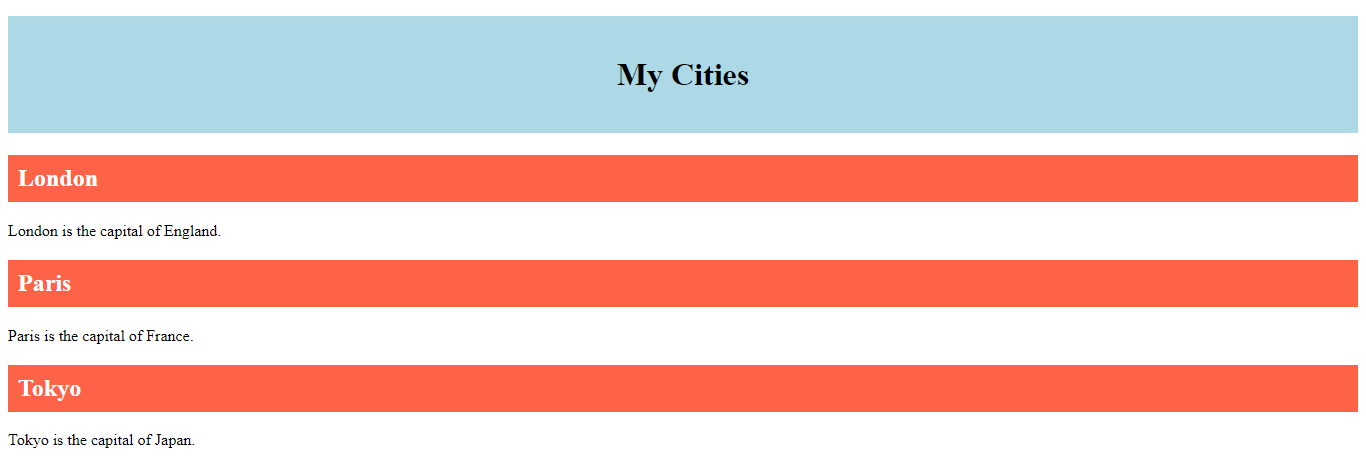 My Cities
London
London is the capital of England.
Paris
Paris is the capital of France.
Tokyo
Tokyo is the capital of Japan.